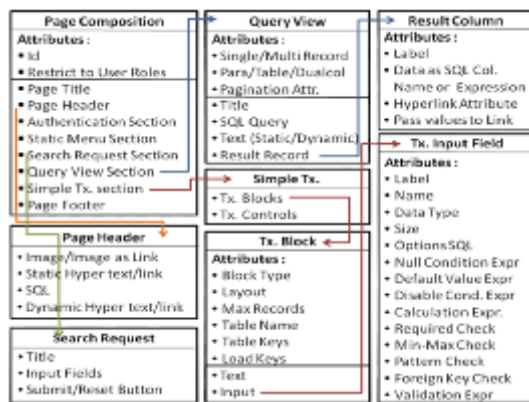 Page Composition
Attributes :
• Id
• Restrict to User Roles
• Page Title
• Page Header
• Authentication Section
• Static Menu Section
• Search Request Section
• Query View Section
• Simple Tx. section
• Page Footer
Page Header
• Image/Image as Link
• Static Hyper text/link
• SQL
• Dynamic Hyper text/link
Search Request
• Title
• Input Fields
• Submit/Reset Button
Query View
Attributes :
• Single/Multi Record
• Para/Table/Dualcol
• Pagination Attr.
• Title
• SQL Query
• Text (Static/Dynamic)
• Result Record
Simple Tx.
• Tx. Blocks
• Tx. Controls
Tx. Block
Attributes :
• Block Type
• Layout
• Max Records
• Table Name
• Table Keys
• Load Keys
• Text
• Input
Result Column
Attributes :
• Label
• Data as SQL Col.
Name or Expression
• Hyperlink Attribute
• Pass values to Link
Tx. Input Field
Attributes :
• Label
• Name
• Data Type
• Size
• Options SQL
• Null Condition Expr
• Default Value Expr
• Disable Cond. Expr
• Calculation Expr.
• Required Check
• Min-Max Check
• Pattern Check
• Foreign Key Check
• Validation Expr